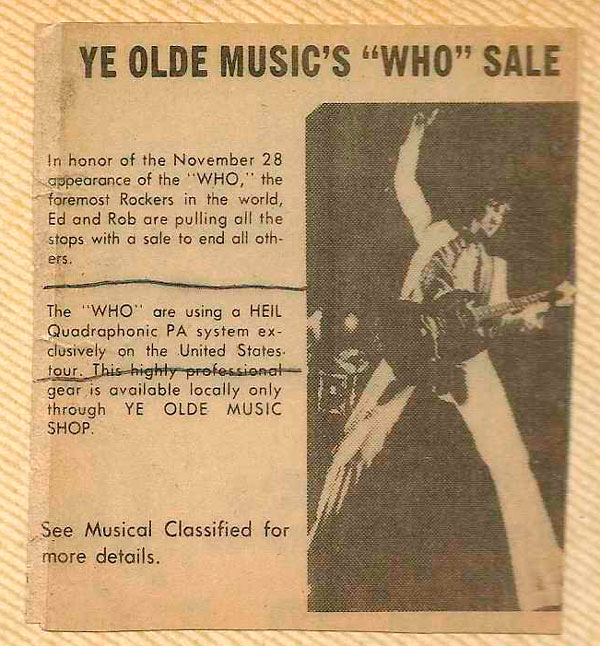 YE OLDE MUSIC'S "WHO" SALE
In honor of the November 28
appearance of the "WHO," the
foremost Rockers in the world,
Ed and Rob are pulling all the
stops with a sale to end all oth-
ers.
The "WHO" are using a HEIL
Quadraphonic PA system ex-
clusively on the United States
tour. This highly professional
gear is available locally only
through YE OLDE MUSIC
SHOP.
See Musical Classified for
more details.